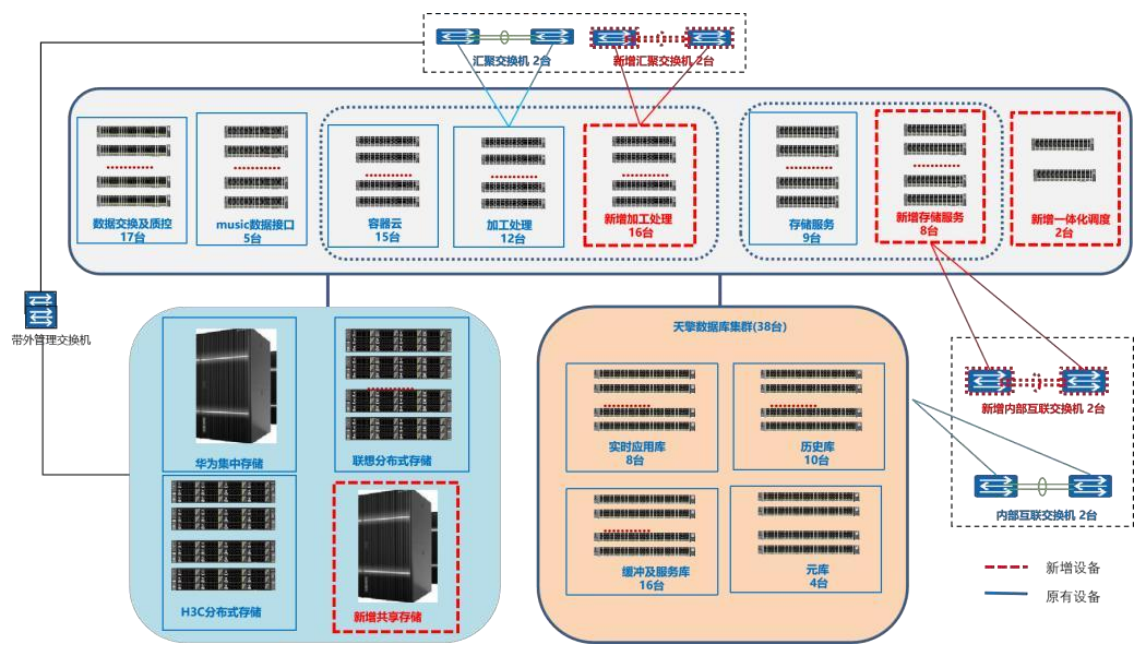 汇聚交换机 2台
新增汇聚交换机 2台
数据交换及质控
17台
music数据接口
5台
容器云
15台
加工处理
12台
新增加工处理
16台
存储服务
9台
新增存储服务
8台
新增一体化调度
2台
带外管理交换机
华为集中存储
联想分布式存储
H3C分布式存储
新增共享存储
天擎数据库集群(38台)
实时应用库
8台
历史库
10台
缓冲及服务库
16台
元库
4台
新增内部互联交换机 2台
内部互联交换机 2台
新增设备
原有设备